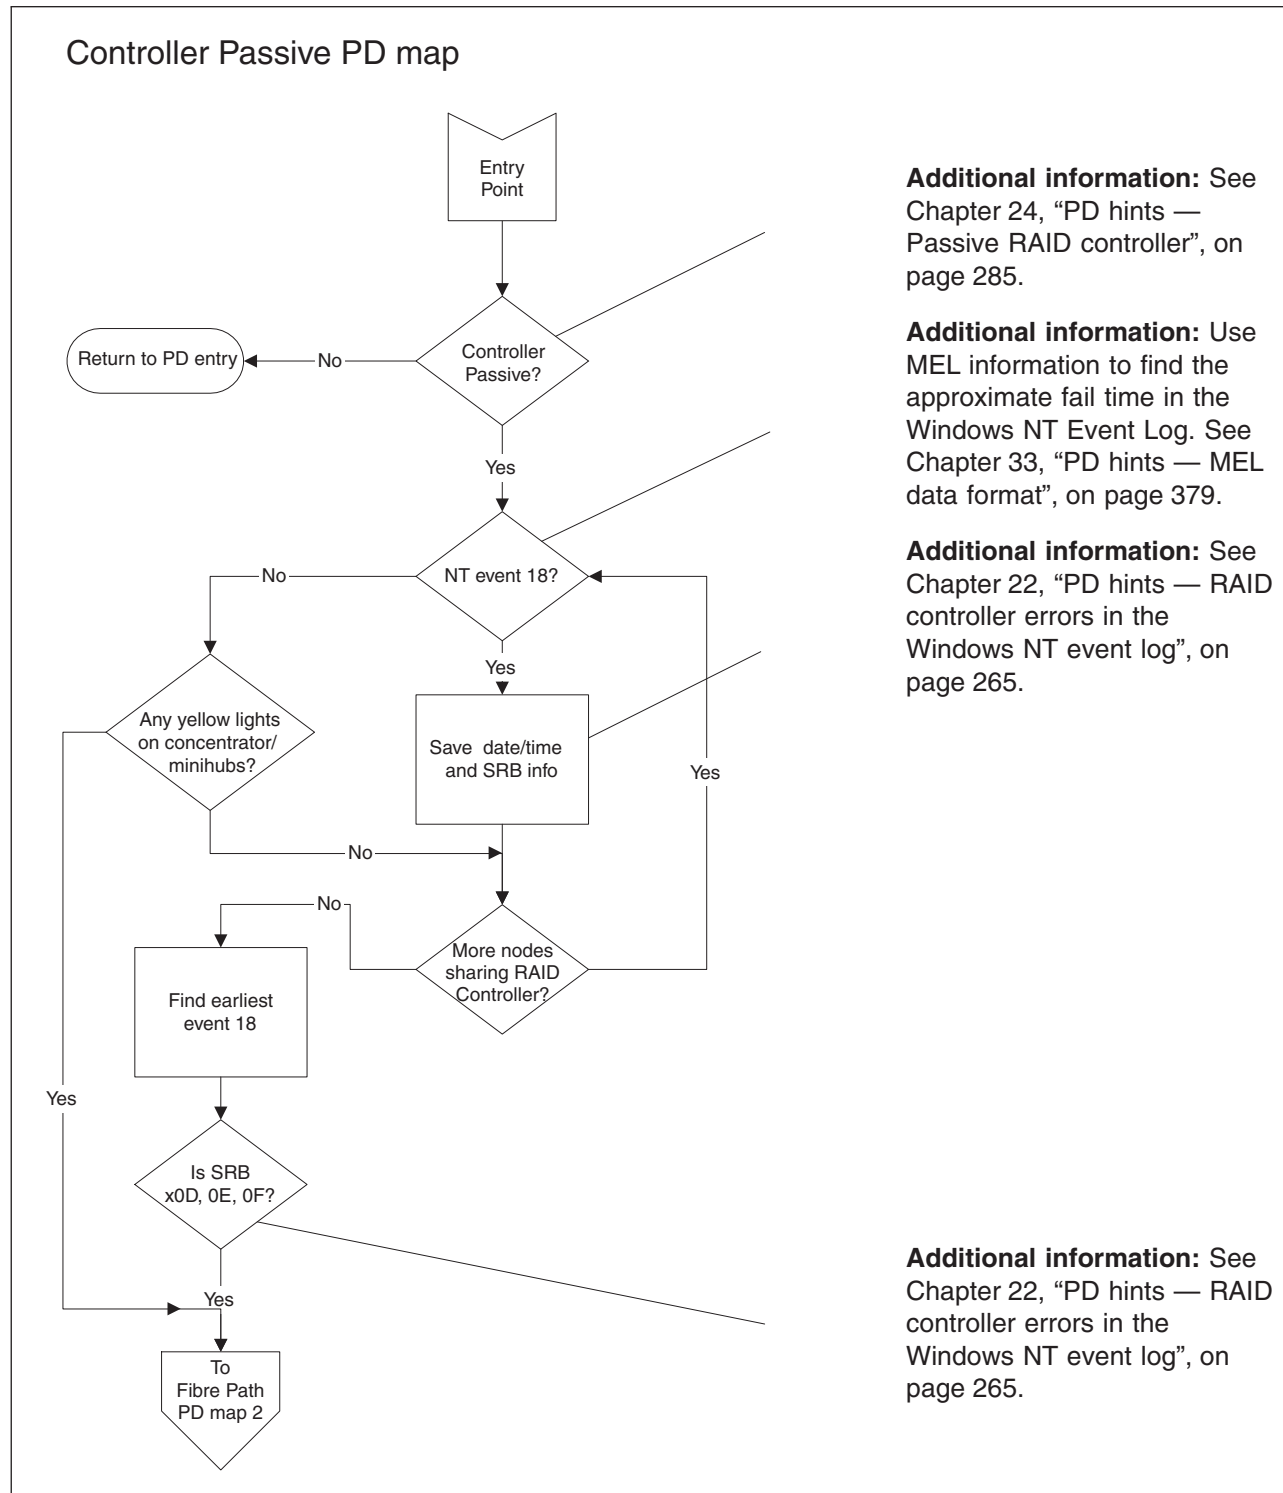 Controller Passive PD map
Entry
Point
Additional information: See
Chapter 24, “PD hints —
Passive RAID controller”, on
page 285.
Return to PD entry
No
Controller
Passive?
Additional information: Use
MEL information to find the
approximate fail time in the
Windows NT Event Log. See
Chapter 33, “PD hints — MEL
data format”, on page 379.
Yes
No
NT event 18?
Additional information: See
Chapter 22, “PD hints — RAID
controller errors in the
Windows NT event log”, on
page 265.
Yes
Any yellow lights
on concentrator/
minihubs?
Save date/time
and SRB info
Yes
No
No
More nodes
sharing RAID
Controller?
Find earliest
event 18
Yes
Is SRB
x0D, 0E, 0F?
Additional information: See
Chapter 22, “PD hints — RAID
controller errors in the
Windows NT event log”, on
page 265.
Yes
To
Fibre Path
PD map 2